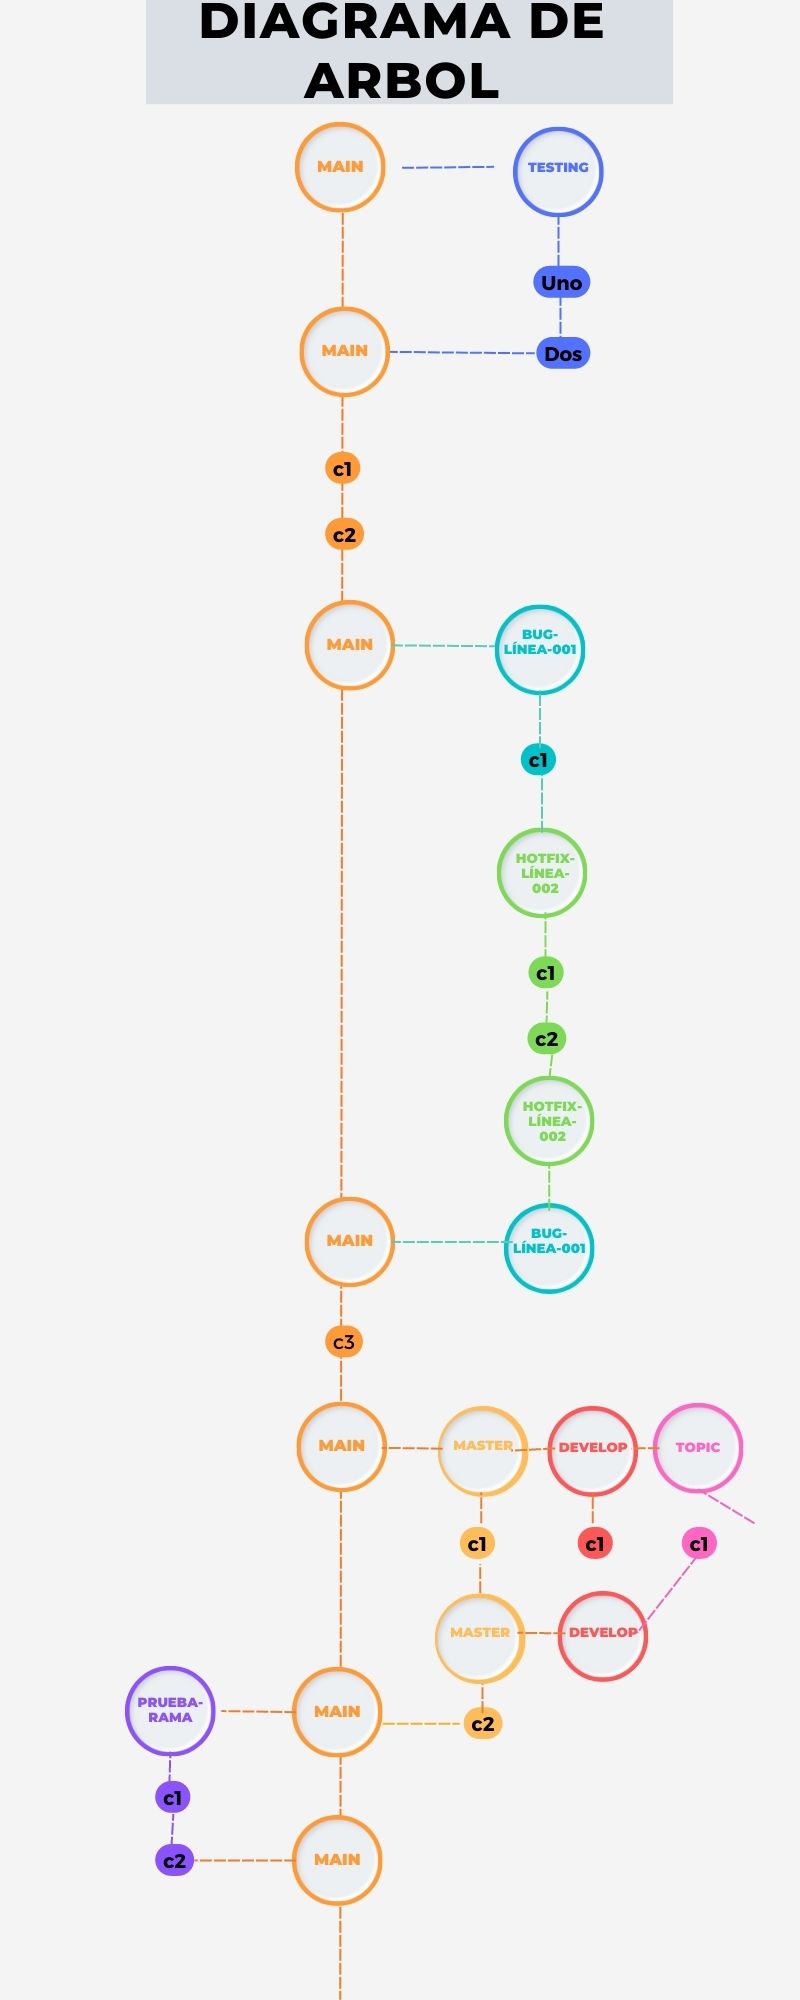 DIAGRAMA DE
ARBOL
MAIN
TESTING
Uno
MAIN
Dos
c1
c2
MAIN
BUG-
LÍNEA-001
c1
HOTFIX-
LÍNEA-
002
c1
c2
HOTFIX-
LÍNEA-
002
MAIN
BUG-
LÍNEA-001
c3
MAIN
MASTER
DEVELOP
TOPIC
c1
c1
c1
MASTER
DEVELOP
PRUEBA-
RAMA
MAIN
c2
c1
c2
MAIN